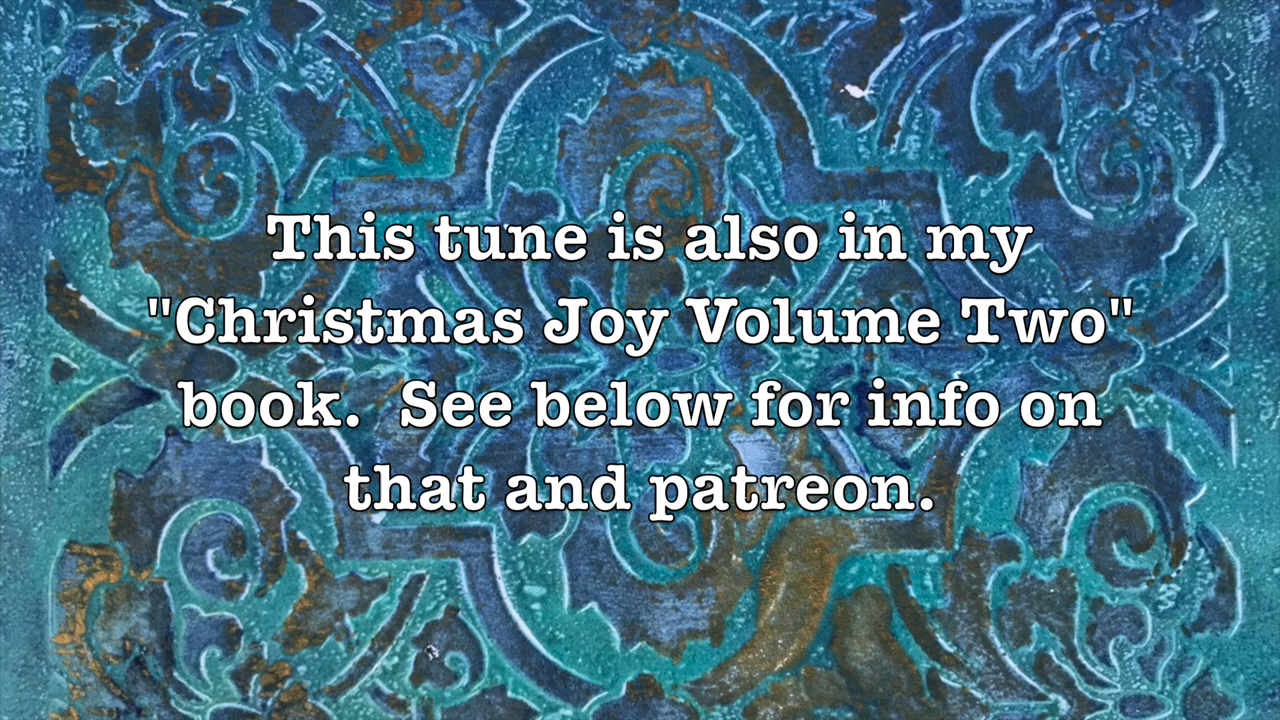 This tune is also in my
"Christmas Joy Volume Two"
book.  See below for info on
that and patreon.